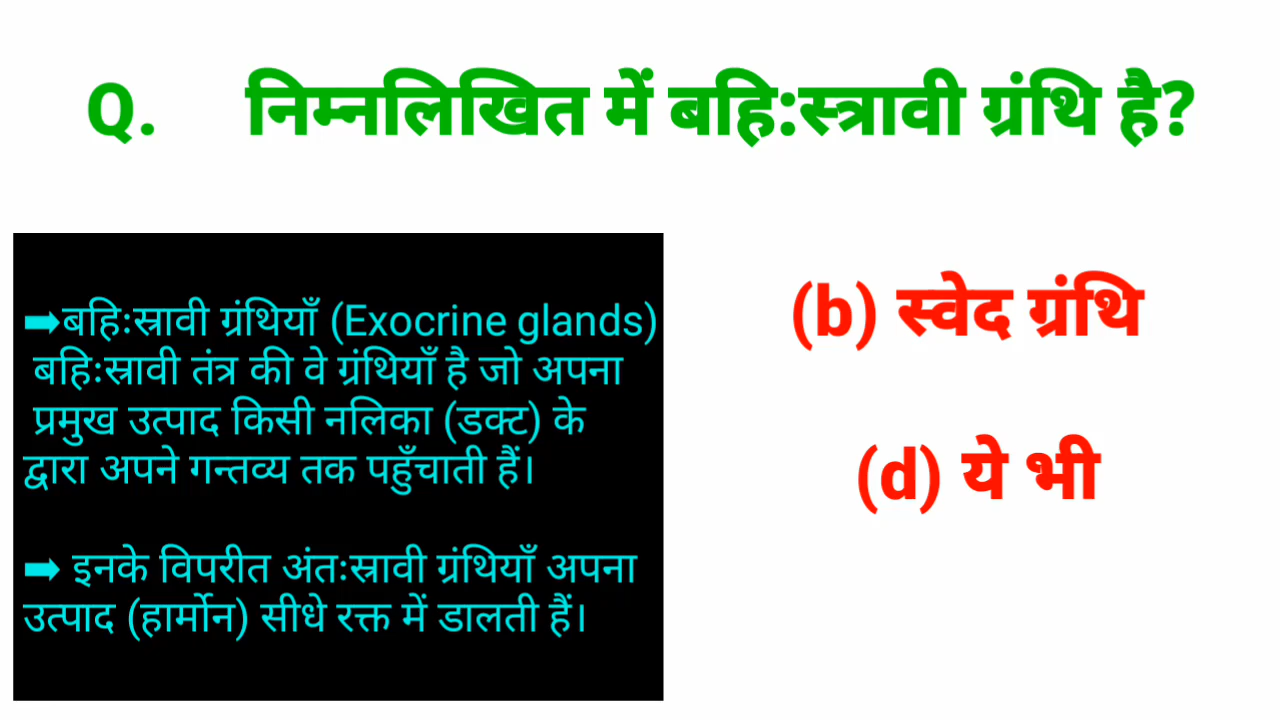 Q. निम्नलिखित में बहि:स्त्रावी ग्रंथि है?
➡बहिःस्रावी ग्रंथियाँ (Exocrine glands)
बहिःस्रावी तंत्र की वे ग्रंथियाँ है जो अपना
प्रमुख उत्पाद किसी नलिका (डक्ट) के
द्वारा अपने गन्तव्य तक पहुँचाती हैं।
➡ इनके विपरीत अंतःस्रावी ग्रंथियाँ अपना
उत्पाद (हार्मोन) सीधे रक्त में डालती हैं।
(b) स्वेद ग्रंथि
(d) ये भी